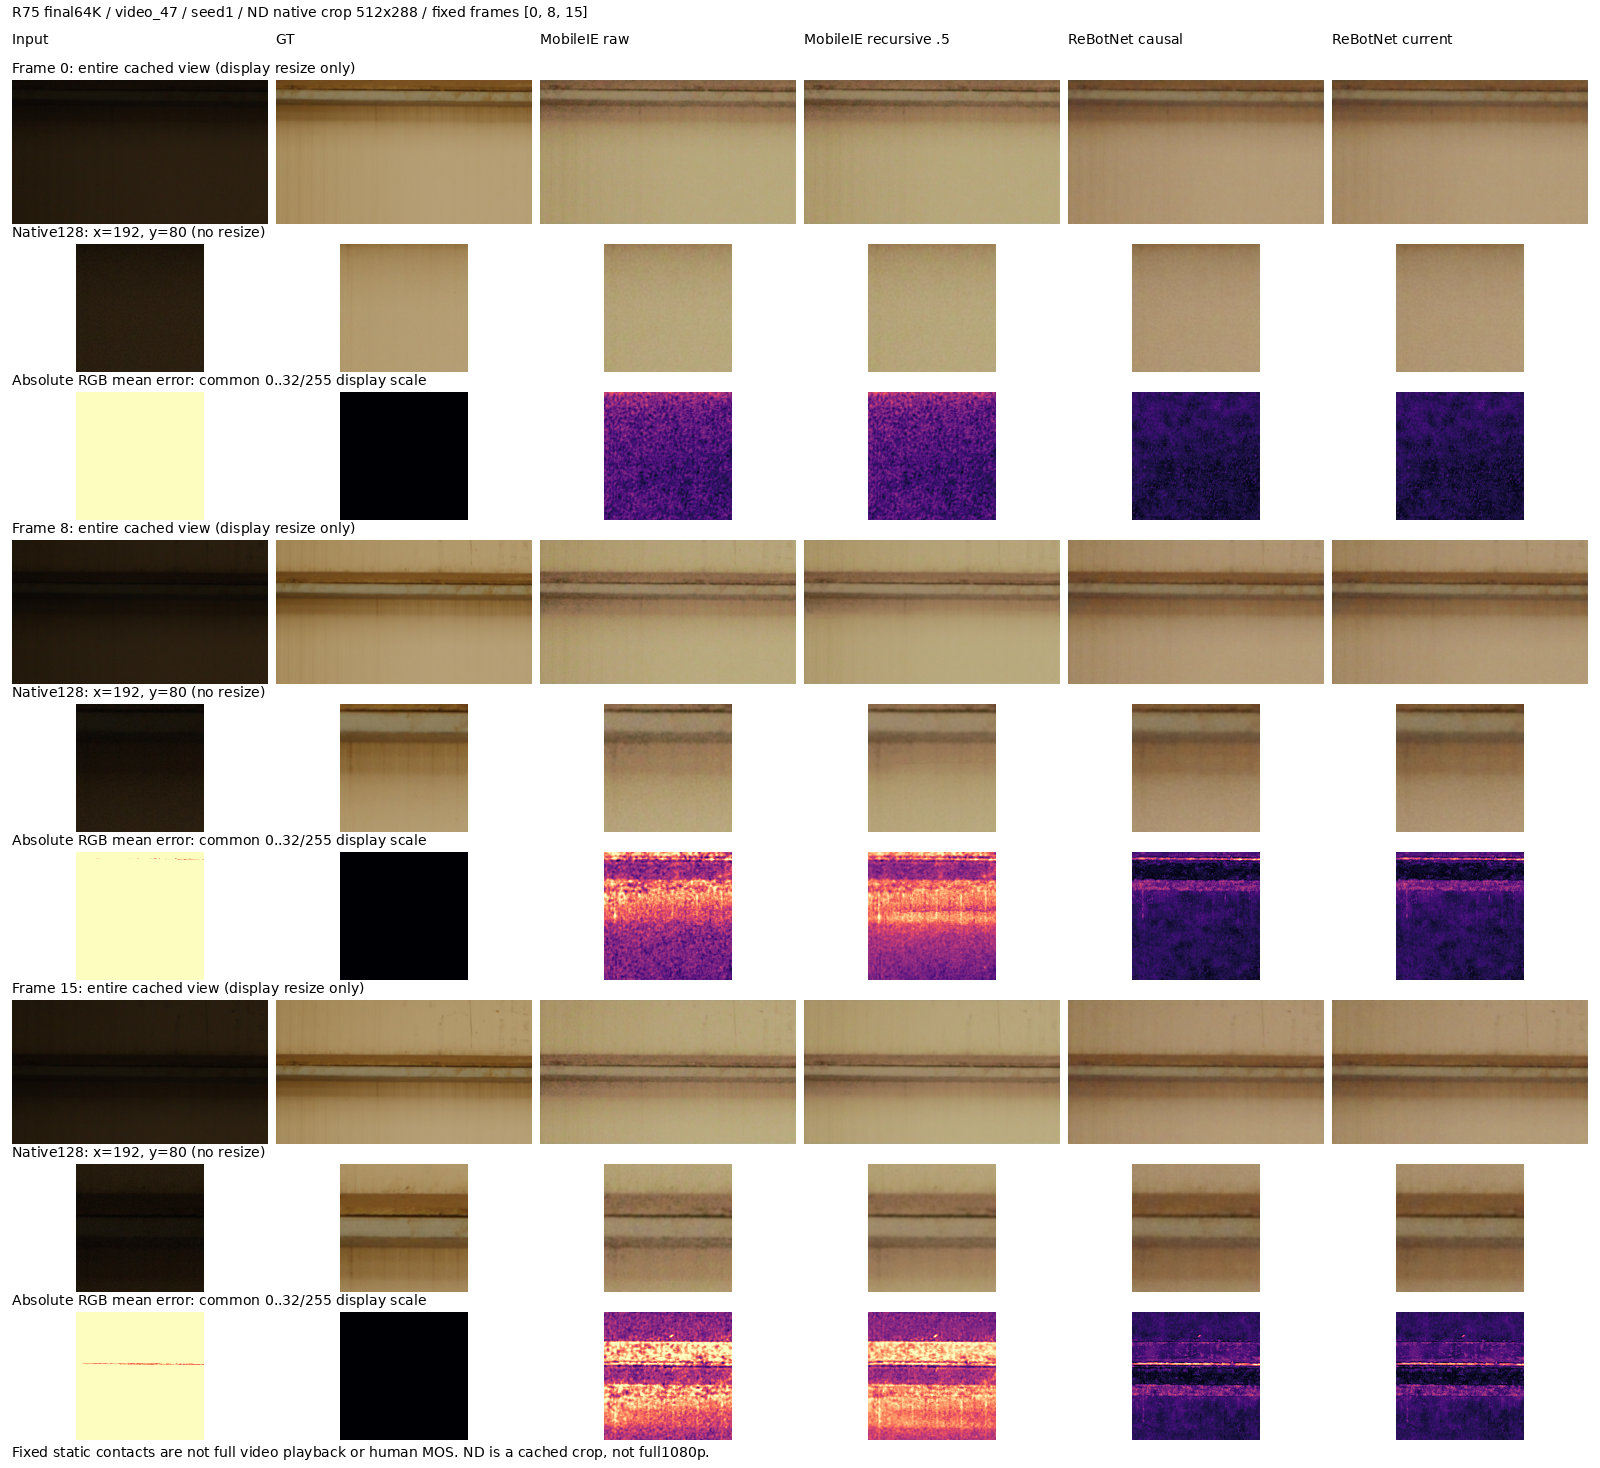 R75 final64K / video_47 / seed1 / ND native crop 512x288 / fixed frames [0, 8, 15]
Input GT MobileIE raw MobileIE recursive .5 ReBotNet causal ReBotNet current
Frame 0: entire cached view (display resize only)
Native128: x=192, y=80 (no resize)
Absolute RGB mean error: common 0..32/255 display scale
Frame 8: entire cached view (display resize only)
Native128: x=192, y=80 (no resize)
Absolute RGB mean error: common 0..32/255 display scale
Frame 15: entire cached view (display resize only)
Native128: x=192, y=80 (no resize)
Absolute RGB mean error: common 0..32/255 display scale
Fixed static contacts are not full video playback or human MOS. ND is a cached crop, not full1080p.